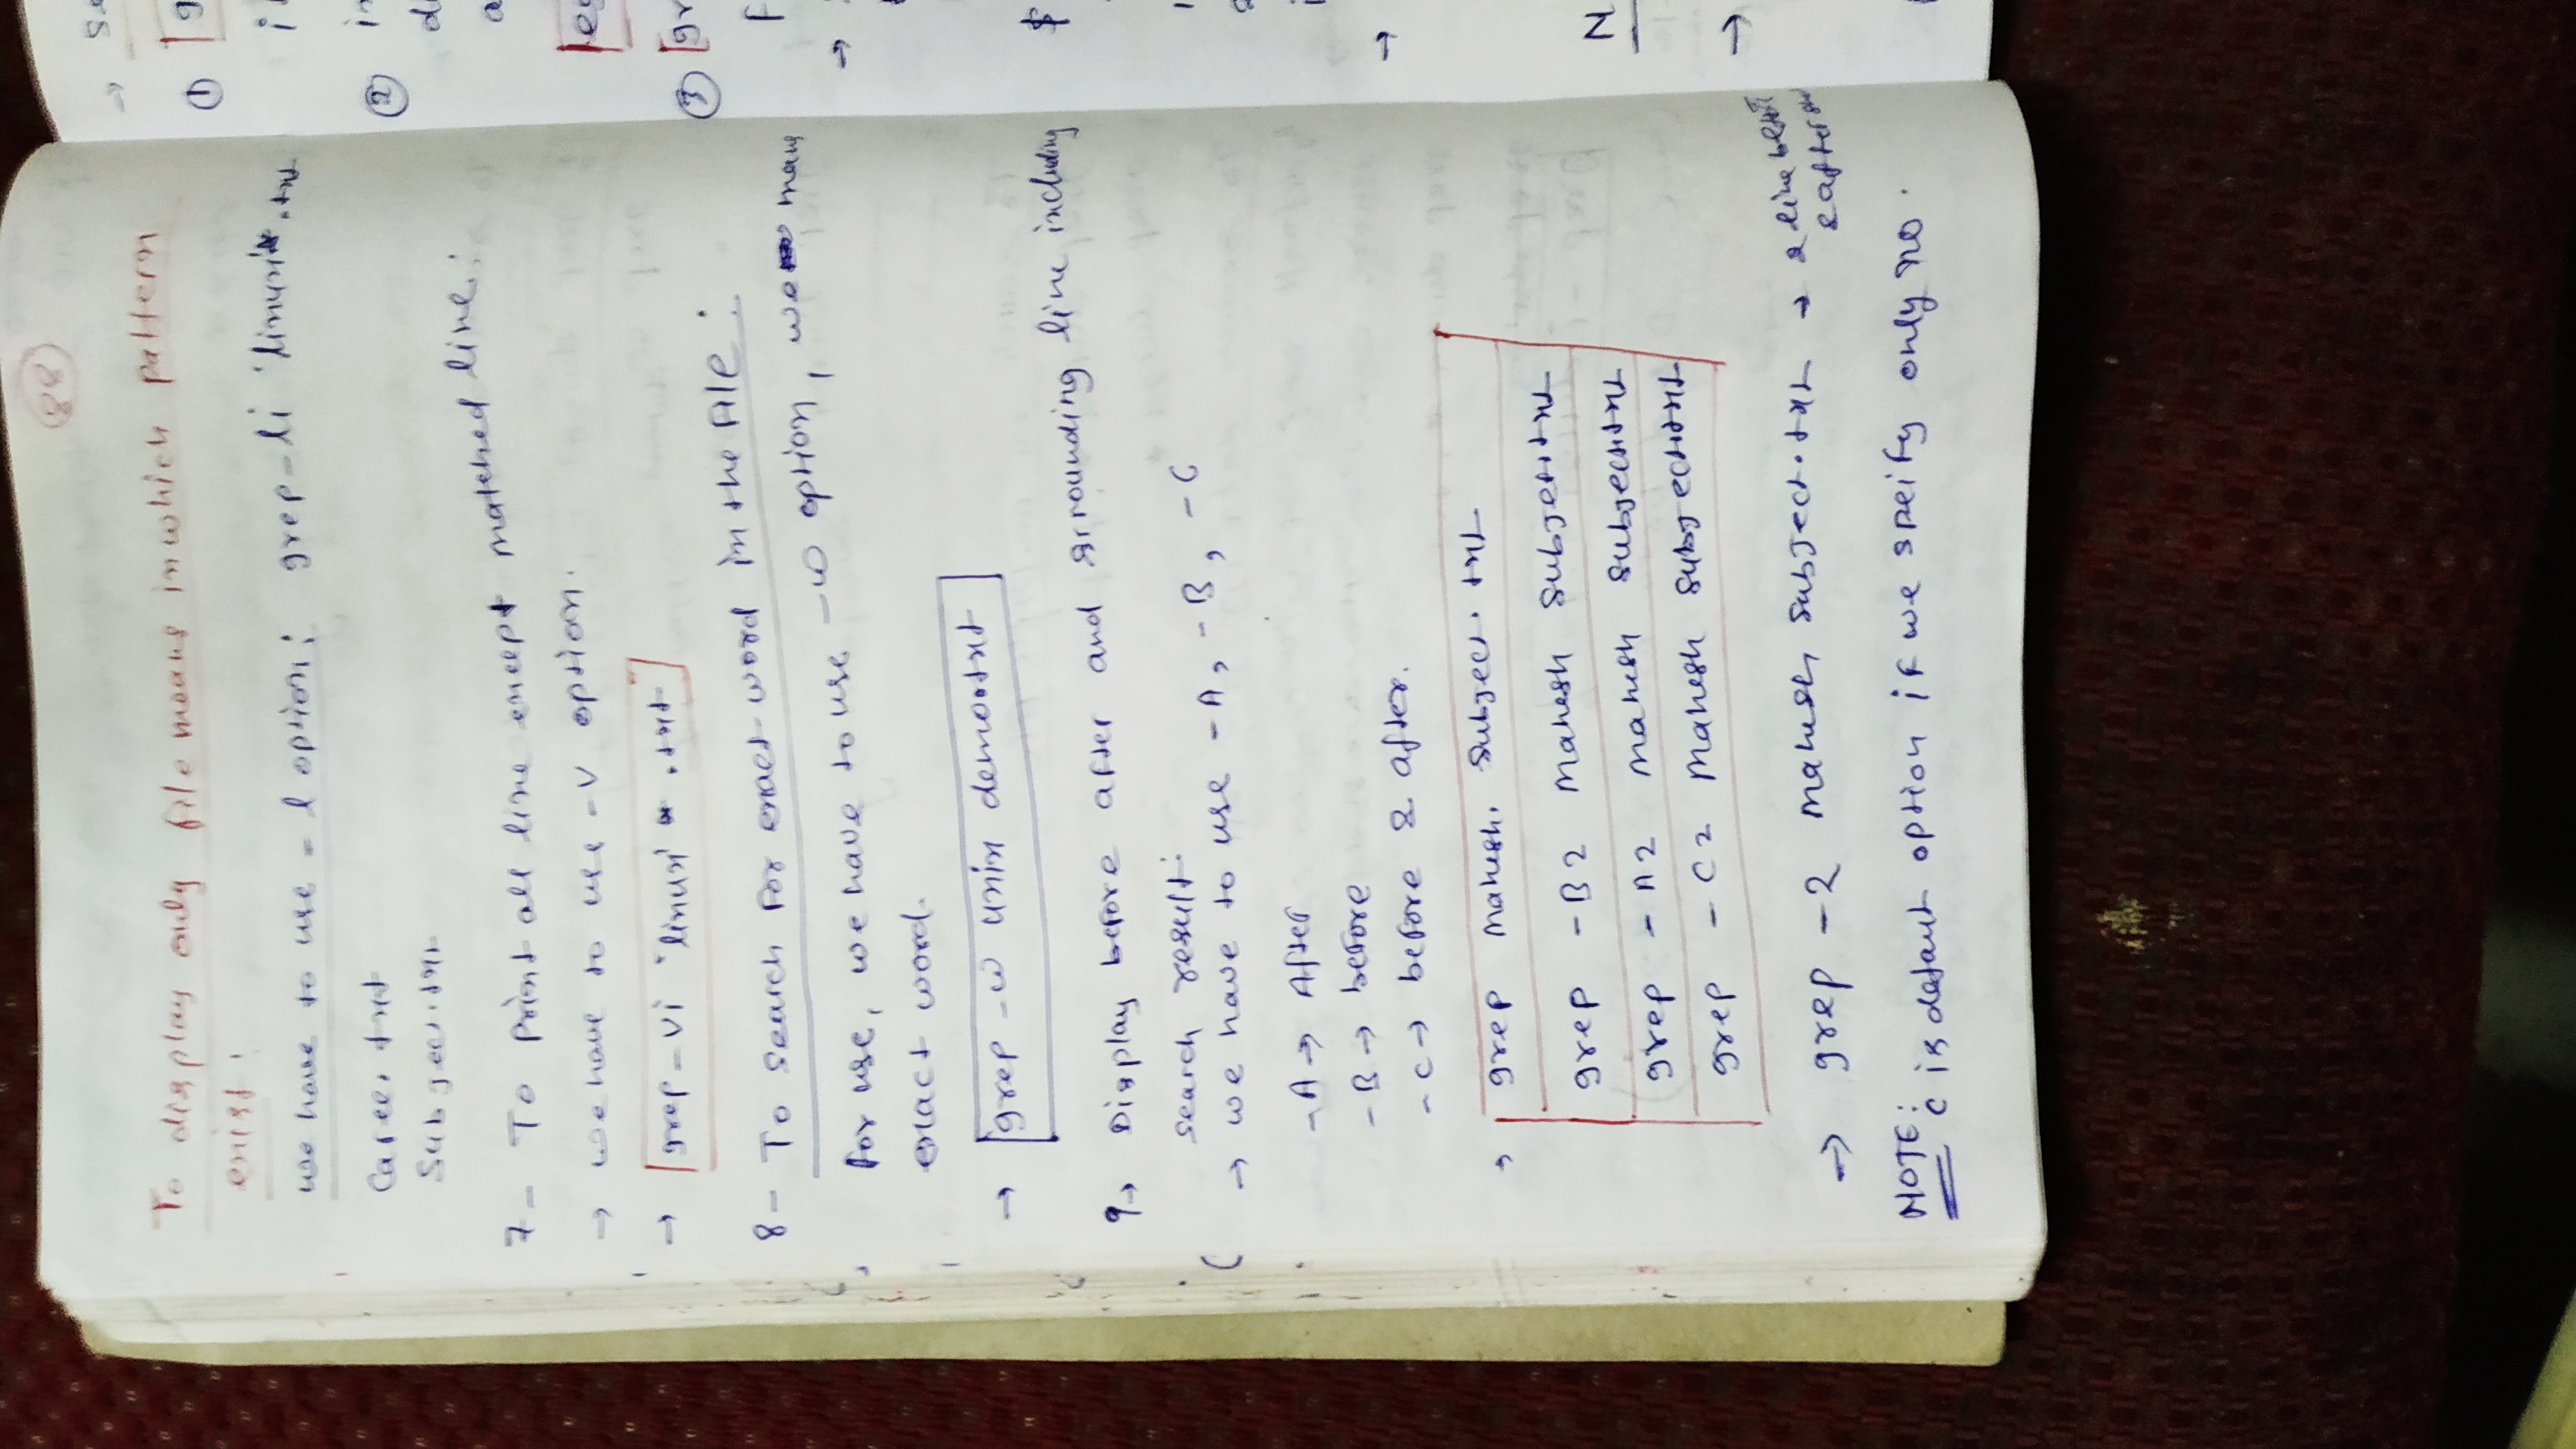 88
To display only file means in which pattern
exist:
we have to use -l option: grep -li 'linux' *.txt
Caree.txt
Subject.txt
7- To Print all line except matched line:
→ we have to use -v option.
→ grep -vi 'linux' * .txt
8- To Search For exact word in the file:
for use, we have to use -w option, we means
exact word.
→ grep -w unix demo.txt
9→ Display before after and srrounding line including
search result:
→ we have to use -A, -B, -C
-A → After
-B → before
-C → before & after.
→ grep Mahesh. Subject.txt
grep -B2 Mahesh Subject.txt
grep -A2 Mahesh Subject.txt
grep -C2 Mahesh Subject.txt
→ grep -2 Mahesh Subject.txt → 2 line
& after
NOTE: C is defaut option if we speify only no.
→ Se
① g
②
③ gr
$
N